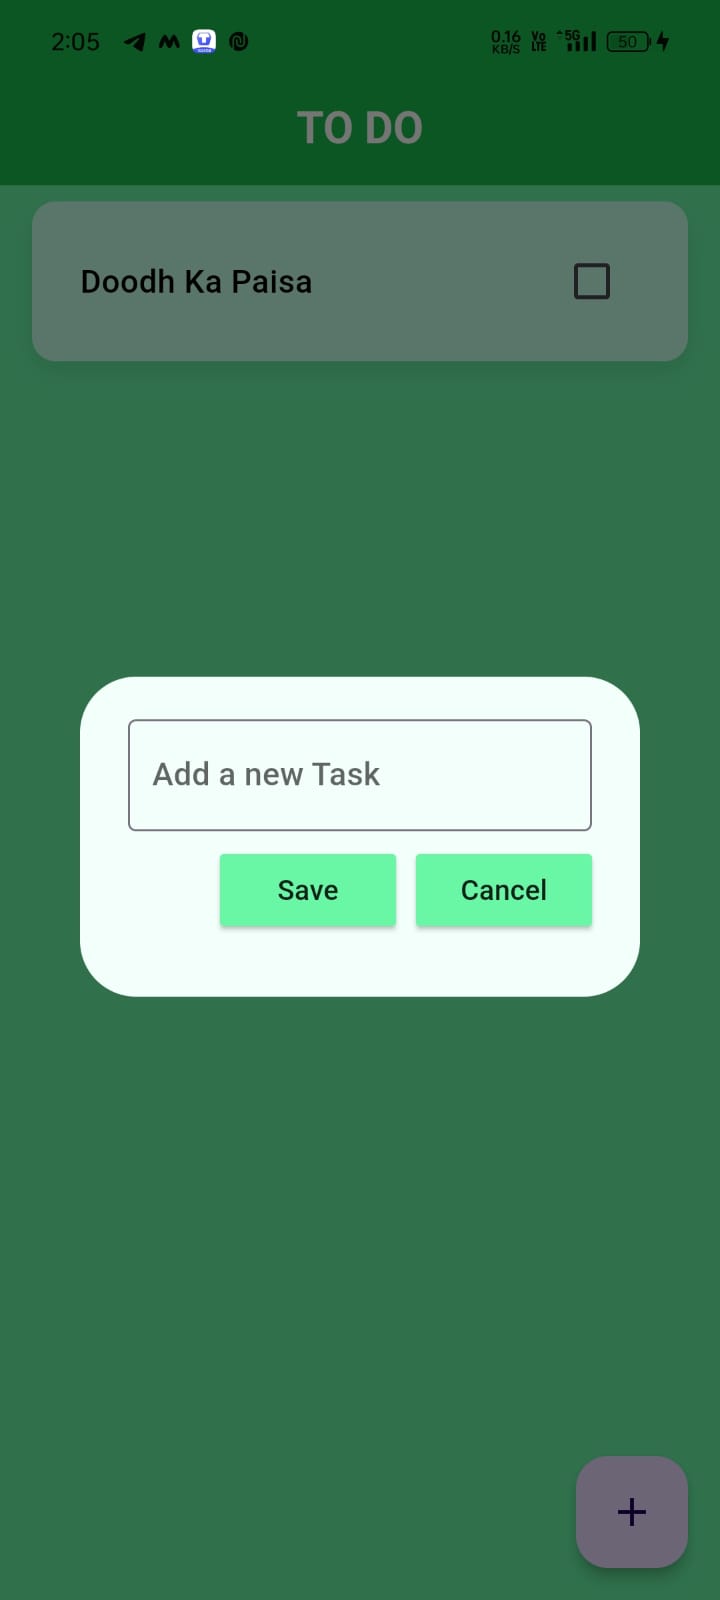 2:05
0.16 KB/S Vo LTE 5G 50
TO DO
Doodh Ka Paisa
Add a new Task
Save Cancel
+